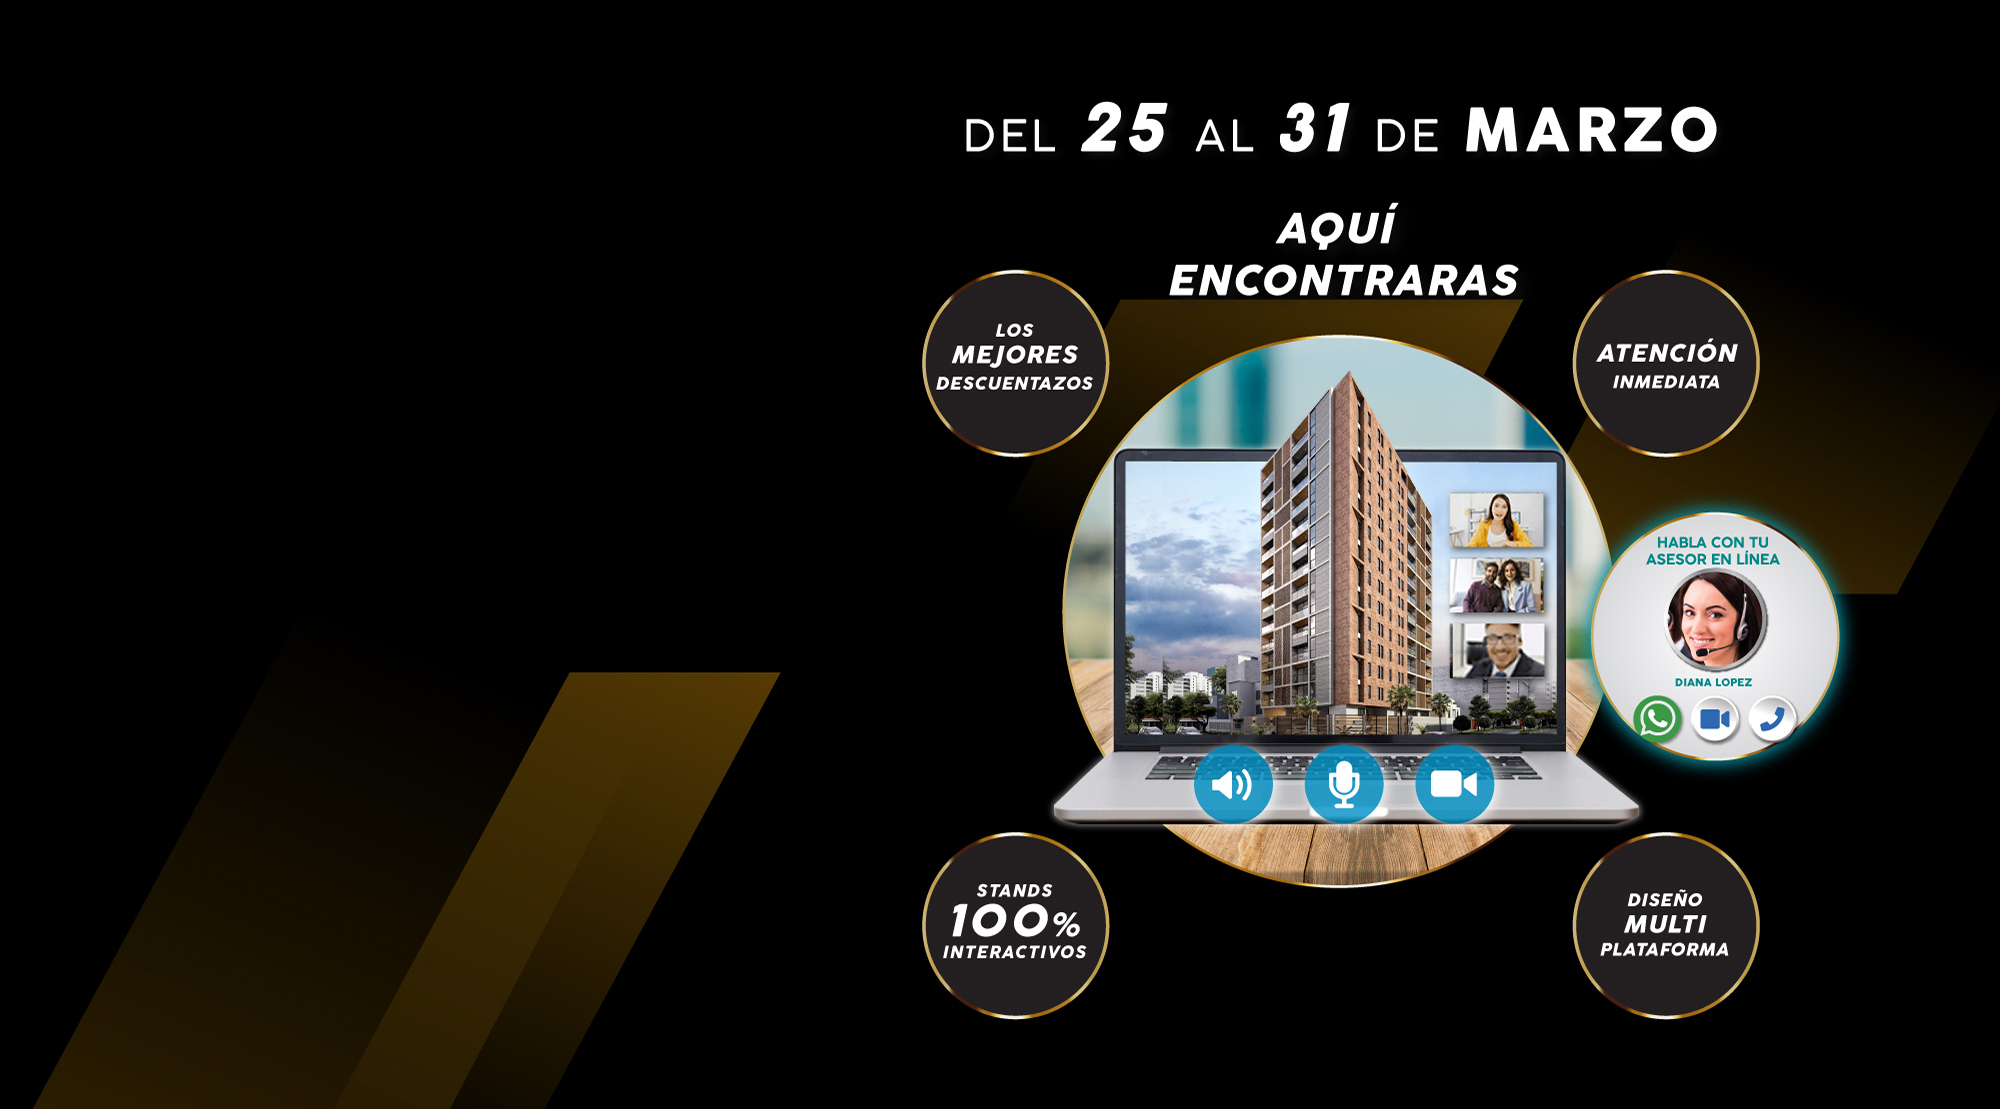 DEL 25 AL 31 DE MARZO
AQUÍ
ENCONTRARAS
LOS
MEJORES
DESCUENTAZOS
ATENCIÓN
INMEDIATA
HABLA CON TU
ASESOR EN LÍNEA
DIANA LOPEZ
STANDS
100%
INTERACTIVOS
DISEÑO
MULTI
PLATAFORMA